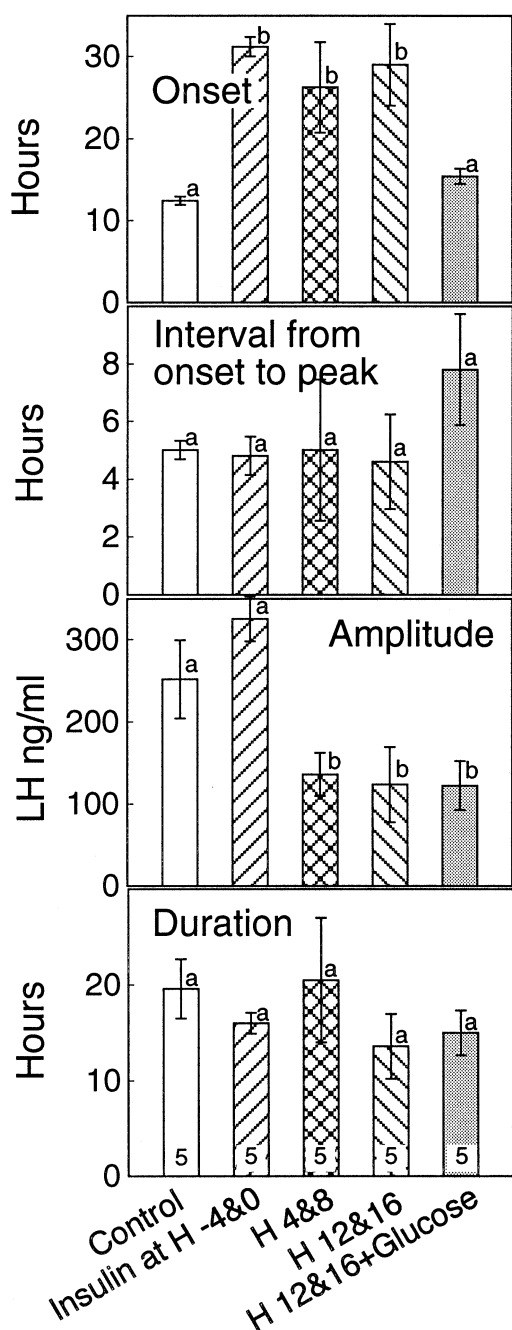 30
20
10
0
Hours
Onset
a
b
b
b
a
Interval from
onset to peak
8
6
4
2
0
Hours
a
a
a
a
a
Amplitude
300
200
100
0
LH ng/ml
a
a
b
b
b
Duration
20
10
0
Hours
a
a
a
a
a
5
5
5
5
5
Control
Insulin at H -4&0
H 4&8
H 12&16
H 12&16+Glucose